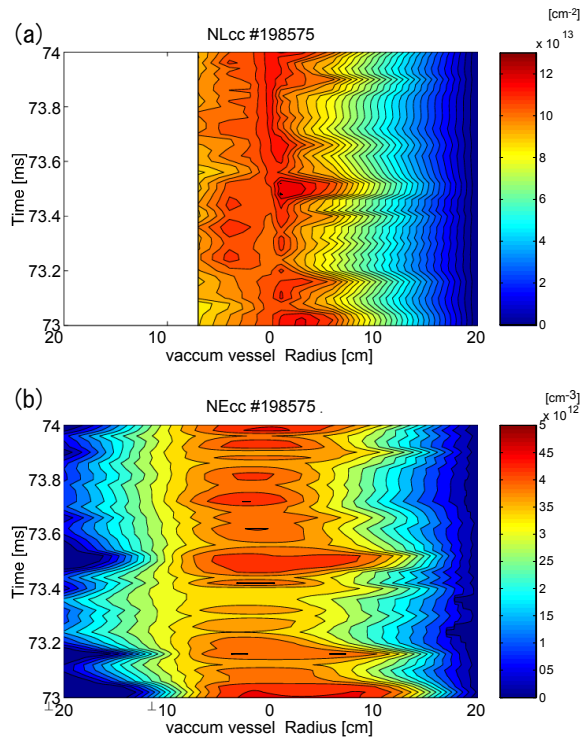 (a)
NLcc #198575
[cm-2]
x 10 13
74
73.8
73.6
73.4
73.2
73
Time [ms]
20 10 0 10 20
vaccum vessel Radius [cm]
12
10
8
6
4
2
0
(b)
NEcc #198575 .
[cm-3]
x 10 12
74
73.8
73.6
73.4
73.2
73
Time [ms]
⊥20 ⊥10 0 10 20
vaccum vessel Radius [cm]
5
45
4
35
3
25
2
15
1
05
0